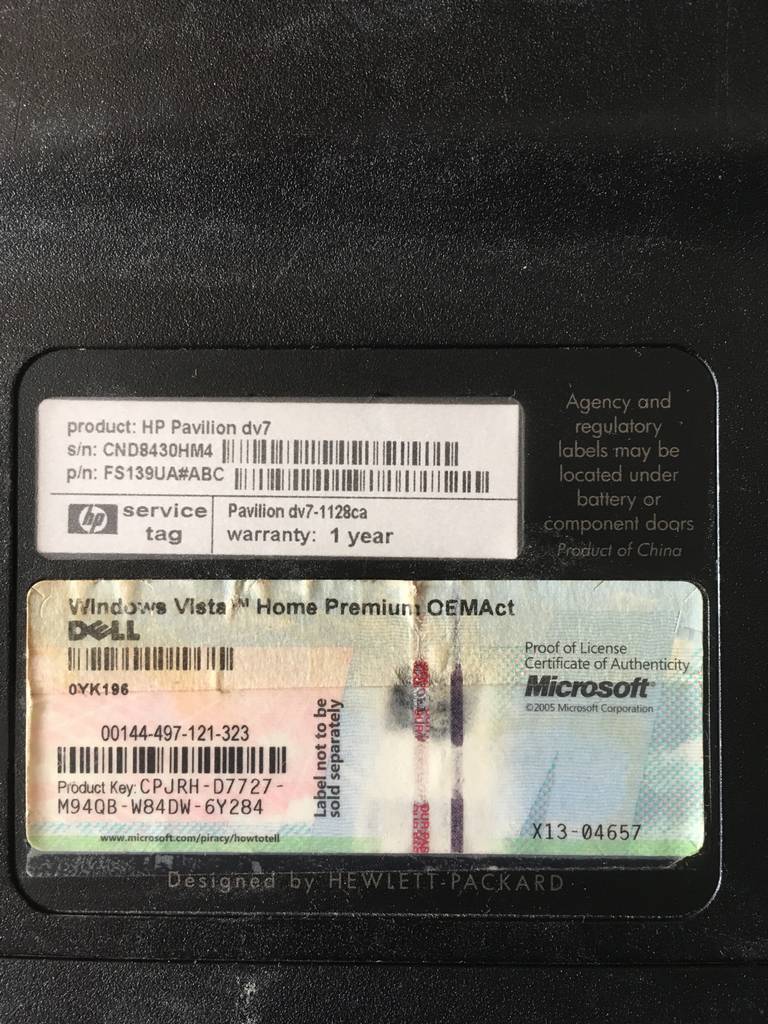 product: HP Pavilion dv7
s/n: CND8430HM4
p/n: FS139UA#ABC
hp service tag
Pavilion dv7-1128ca
warranty: 1 year
Agency and
regulatory
labels may be
located under
battery or
component doors
Product of China
Windows Vista™ Home Premium OEMAct
DELL
0YK196
00144-497-121-323
Product Key: CPJRH-D7727-
M94QB-W84DW-6Y284
www.microsoft.com/piracy/howtotell
Label not to be
sold separately
Proof of License
Certificate of Authenticity
Microsoft®
©2005 Microsoft Corporation
X13-04657
Designed by HEWLETT-PACKARD